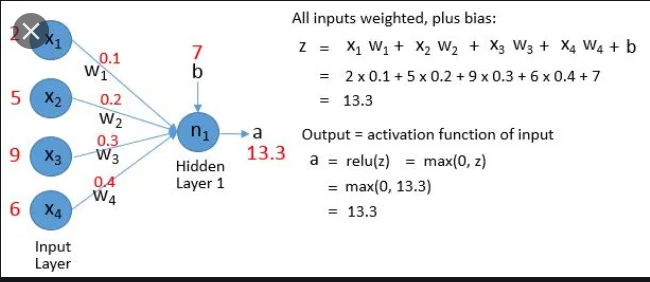 2
X1
0.1
W1
5
X2
0.2
W2
9
X3
0.3
W3
6
X4
0.4
W4
Input
Layer
7
b
n1
a
13.3
Hidden
Layer 1
All inputs weighted, plus bias:
z = X1 W1 + X2 W2 + X3 W3 + X4 W4 + b
= 2 x 0.1 + 5 x 0.2 + 9 x 0.3 + 6 x 0.4 + 7
= 13.3
Output = activation function of input
a = relu(z) = max(0, z)
= max(0, 13.3)
= 13.3